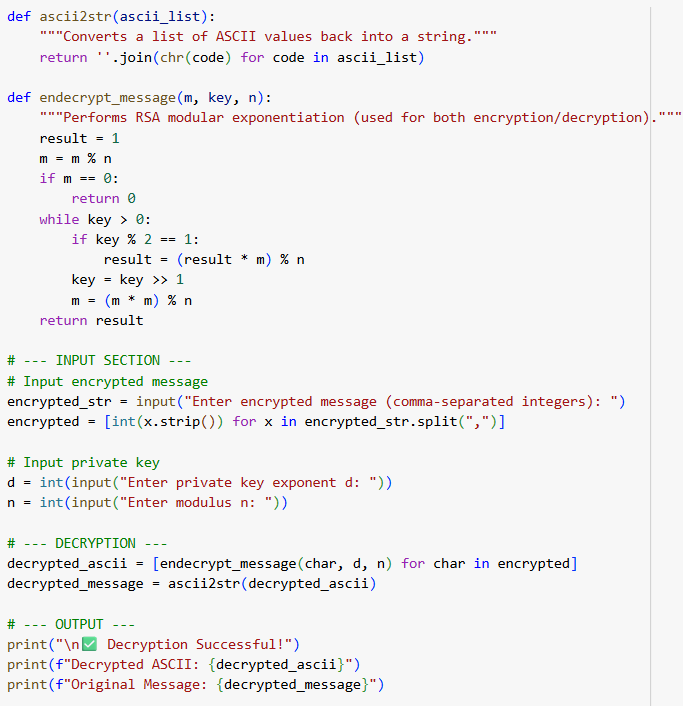 def ascii2str(ascii_list):
    """Converts a list of ASCII values back into a string."""
    return ''.join(chr(code) for code in ascii_list)

def endecrypt_message(m, key, n):
    """Performs RSA modular exponentiation (used for both encryption/decryption)."""
    result = 1
    m = m % n
    if m == 0:
        return 0
    while key > 0:
        if key % 2 == 1:
            result = (result * m) % n
        key = key >> 1
        m = (m * m) % n
    return result

# --- INPUT SECTION ---
# Input encrypted message
encrypted_str = input("Enter encrypted message (comma-separated integers): ")
encrypted = [int(x.strip()) for x in encrypted_str.split(",")]

# Input private key
d = int(input("Enter private key exponent d: "))
n = int(input("Enter modulus n: "))

# --- DECRYPTION ---
decrypted_ascii = [endecrypt_message(char, d, n) for char in encrypted]
decrypted_message = ascii2str(decrypted_ascii)

# --- OUTPUT ---
print("\n✅ Decryption Successful!")
print(f"Decrypted ASCII: {decrypted_ascii}")
print(f"Original Message: {decrypted_message}")